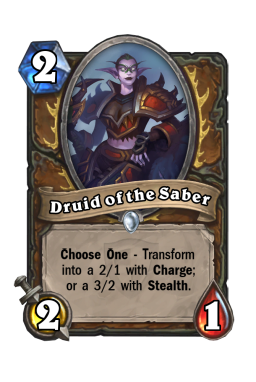 2
Druid of the Saber
Choose One - Transform
into a 2/1 with Charge;
or a 3/2 with Stealth.
2
1